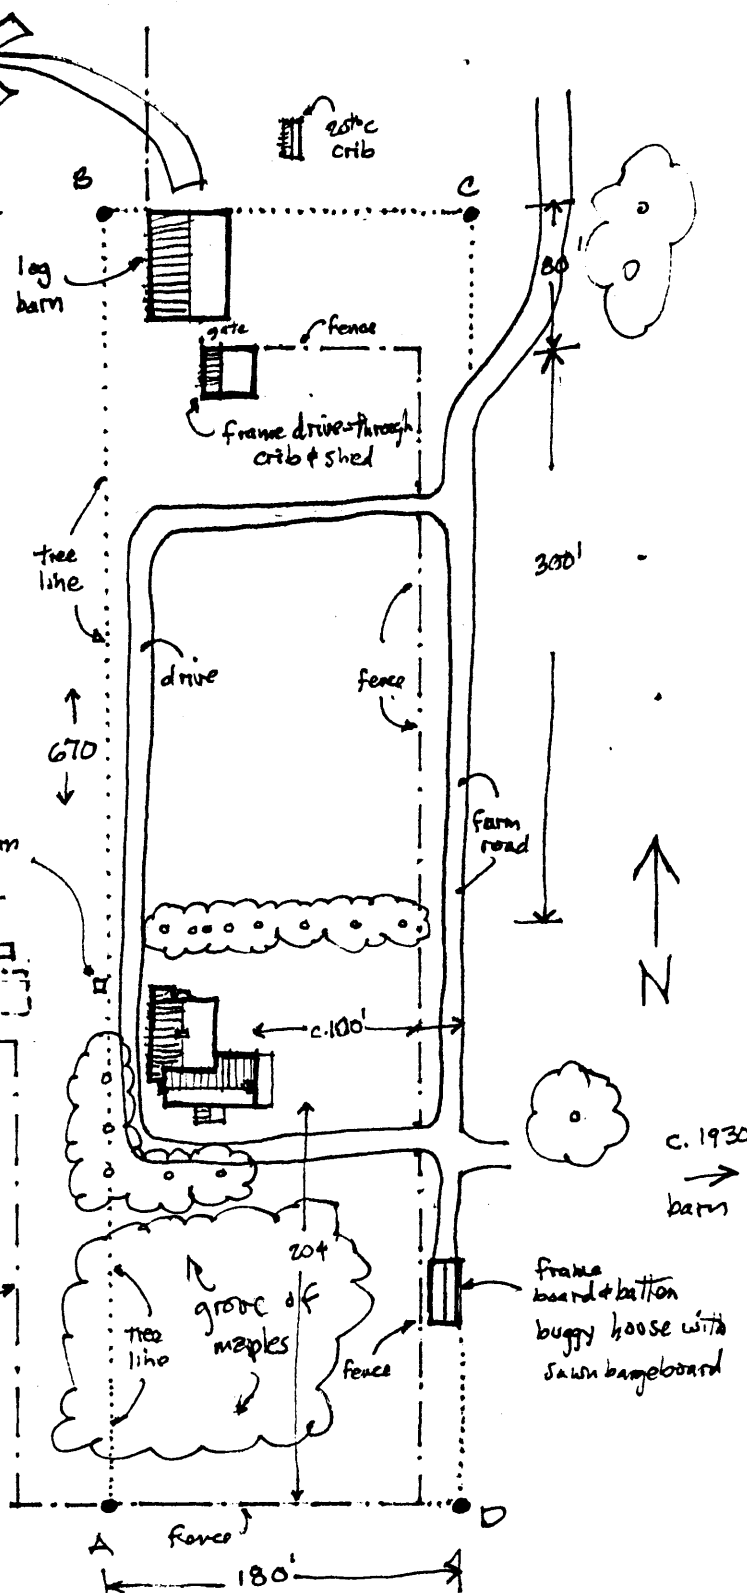 20th C
crib
B
C
log
barn
80'
gate
fence
frame drive-through
crib & shed
tree
line
300'
drive
fence
670
farm
road
N
c.100'
c. 1930
barn
204
grove of
maples
tree
line
frame
board & batton
buggy house with
sawn bargeboard
fence
A
fence
D
180'